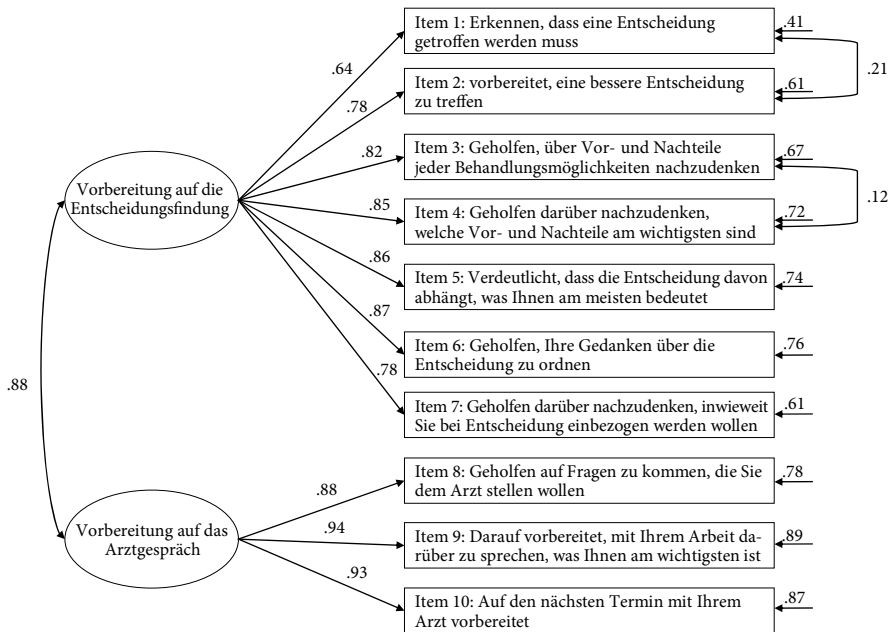 Item 1: Erkennen, dass eine Entscheidung
getroffen werden muss
.41
.21
.64
Item 2: vorbereitet, eine bessere Entscheidung
zu treffen
.61
.78
Item 3: Geholfen, über Vor- und Nachteile
jeder Behandlungsmöglichkeiten nachzudenken
.67
.82
.12
Vorbereitung auf die
Entscheidungsfindung
Item 4: Geholfen darüber nachzudenken,
welche Vor- und Nachteile am wichtigsten sind
.72
.85
Item 5: Verdeutlicht, dass die Entscheidung davon
abhängt, was Ihnen am meisten bedeutet
.74
.86
Item 6: Geholfen, Ihre Gedanken über die
Entscheidung zu ordnen
.76
.87
Item 7: Geholfen darüber nachzudenken, inwieweit
Sie bei Entscheidung einbezogen werden wollen
.61
.78
.88
Item 8: Geholfen auf Fragen zu kommen, die Sie
dem Arzt stellen wollen
.78
.88
Vorbereitung auf das
Arztgespräch
Item 9: Darauf vorbereitet, mit Ihrem Arbeit da-
rüber zu sprechen, was Ihnen am wichtigsten ist
.89
.94
Item 10: Auf den nächsten Termin mit Ihrem
Arzt vorbereitet
.87
.93